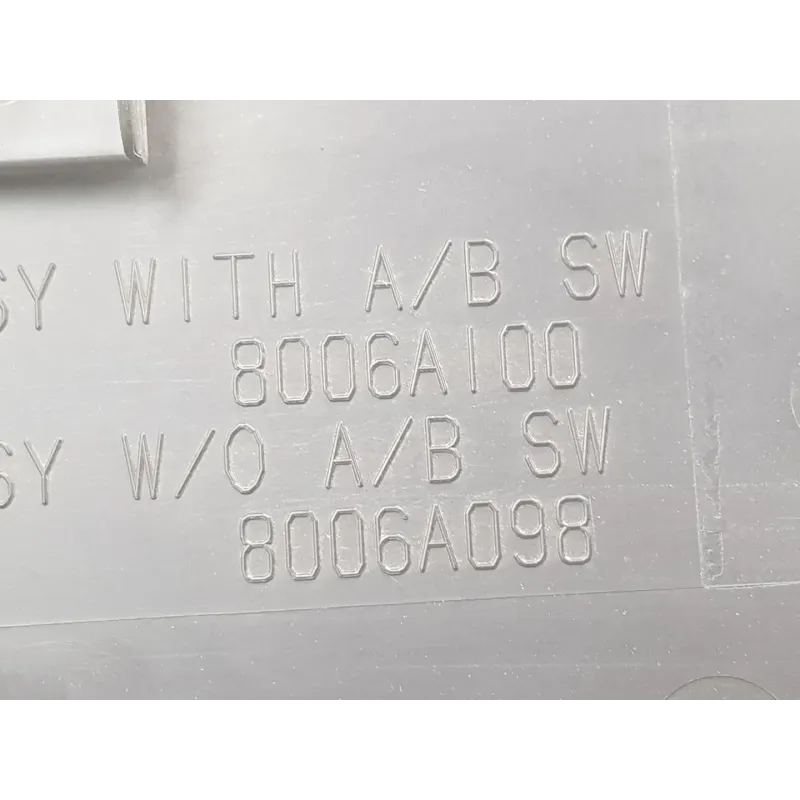 SY WITH A/B SW
8006A100
SY W/O A/B SW
8006A098